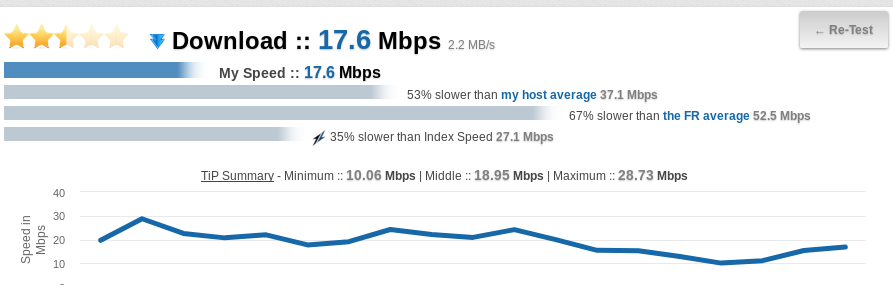 ← Re-Test
Download :: 17.6 Mbps 2.2 MB/s
My Speed :: 17.6 Mbps
53% slower than my host average 37.1 Mbps
67% slower than the FR average 52.5 Mbps
35% slower than Index Speed 27.1 Mbps
TiP Summary - Minimum :: 10.06 Mbps | Middle :: 18.95 Mbps | Maximum :: 28.73 Mbps
Speed in
Mbps
40
30
20
10